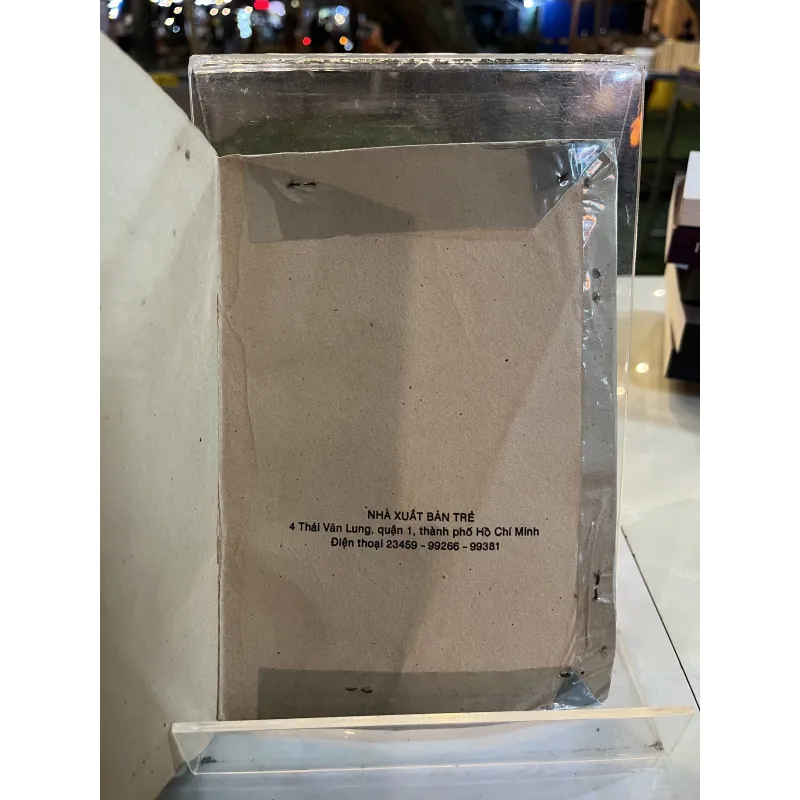 NHÀ XUẤT BẢN TRẺ
4 Thái Văn Lung, quận 1, thành phố Hồ Chí Minh
Điện thoại 23459 - 99266 - 99381